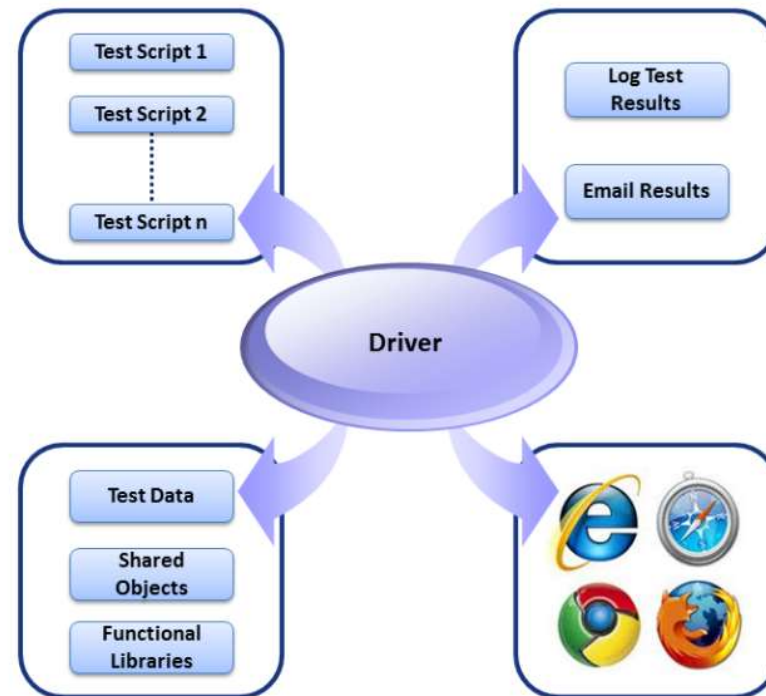 Test Script 1
Test Script 2
Test Script n
Log Test
Results
Email Results
Driver
Test Data
Shared
Objects
Functional
Libraries